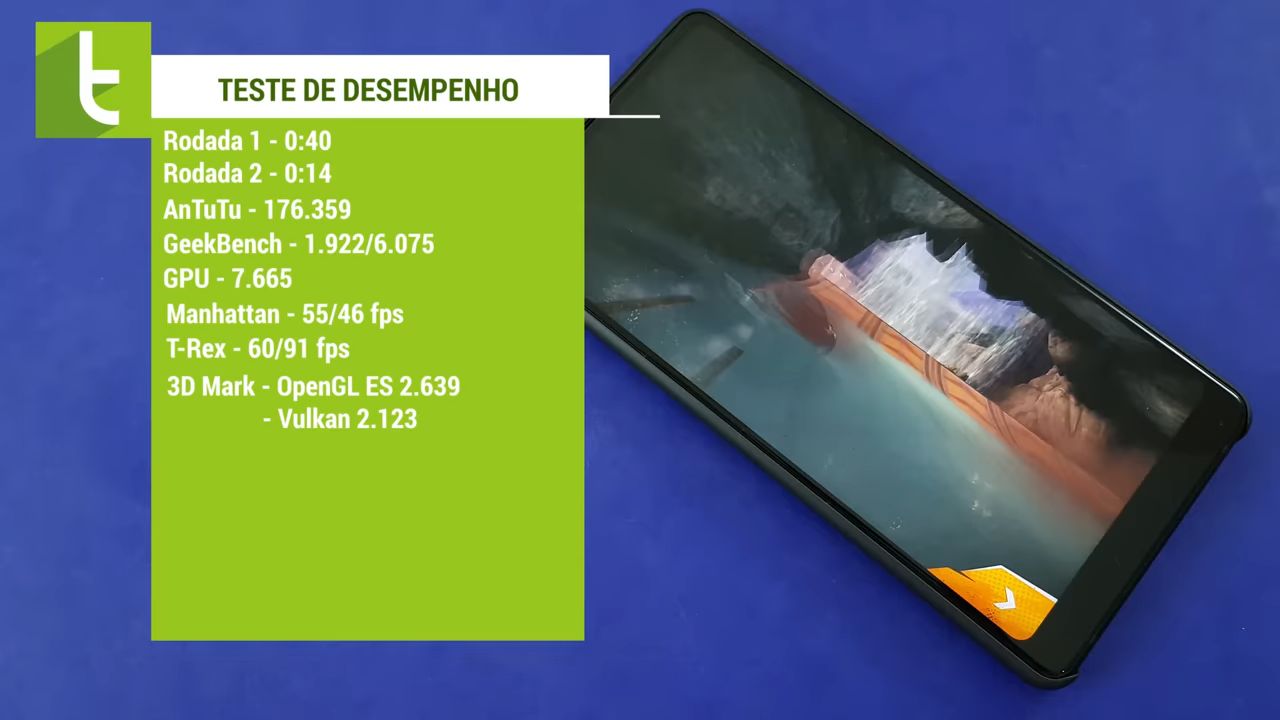 t
TESTE DE DESEMPENHO
Rodada 1 - 0:40
Rodada 2 - 0:14
AnTuTu - 176.359
GeekBench - 1.922/6.075
GPU - 7.665
Manhattan - 55/46 fps
T-Rex - 60/91 fps
3D Mark - OpenGL ES 2.639
- Vulkan 2.123